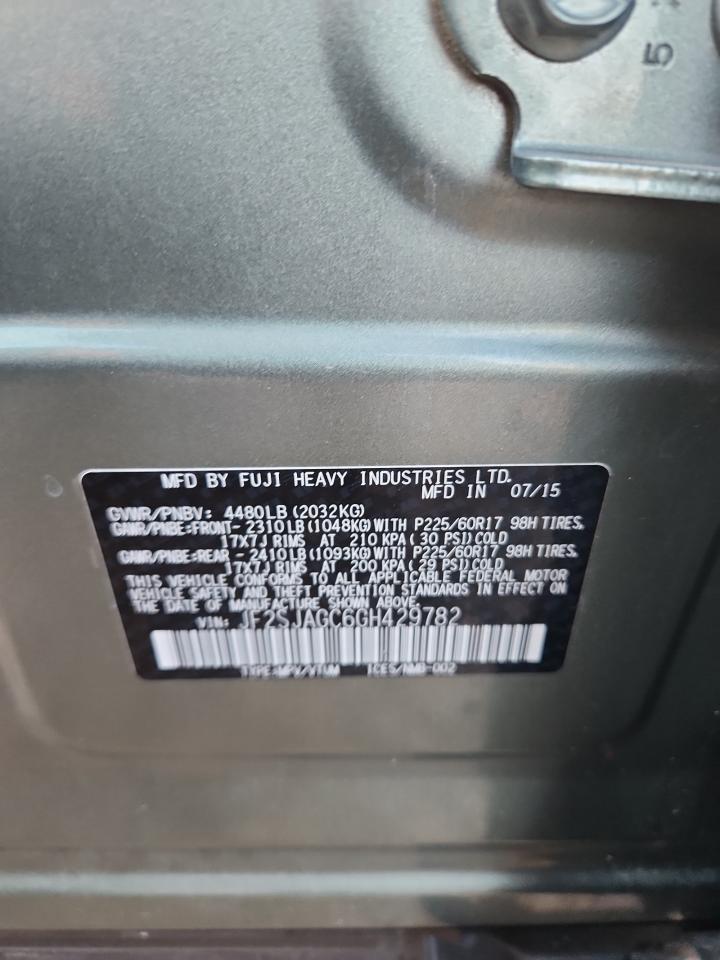 5
MFD BY FUJI HEAVY INDUSTRIES LTD.
MFD IN 07/15
GVWR/PNBV: 4480LB (2032KG)
GAWR/PNBE:FRONT- 2310LB (1048KG) WITH P225/60R17 98H TIRES,
17X7J RIMS AT 210 KPA ( 30 PSI) COLD
GAWR/PNBE:REAR - 2410LB (1093KG) WITH P225/60R17 98H TIRES,
17X7J RIMS AT 200 KPA ( 29 PSI) COLD
THIS VEHICLE CONFORMS TO ALL APPLICABLE FEDERAL MOTOR
VEHICLE SAFETY AND THEFT PREVENTION STANDARDS IN EFFECT ON
THE DATE OF MANUFACTURE SHOWN ABOVE.
VIN: JF2SJAGC6GH429782
TYPE:MPV/VTUM ICES/NMB-002